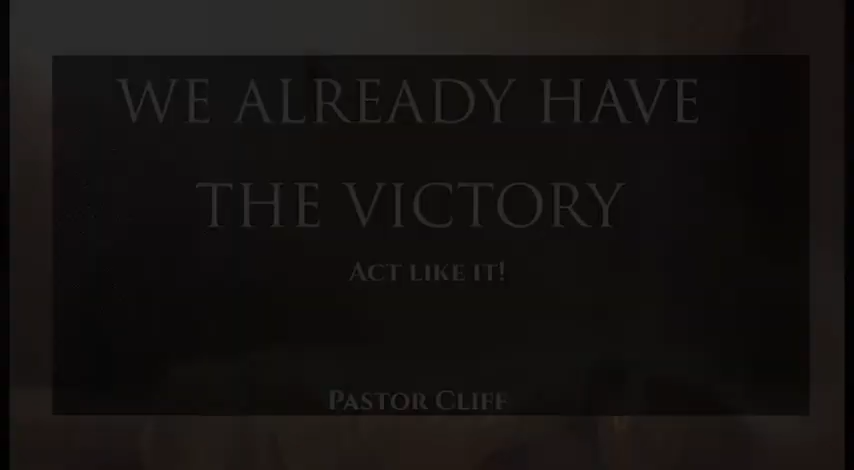 WE ALREADY HAVE
THE VICTORY
ACT LIKE IT!
PASTOR CLIFF